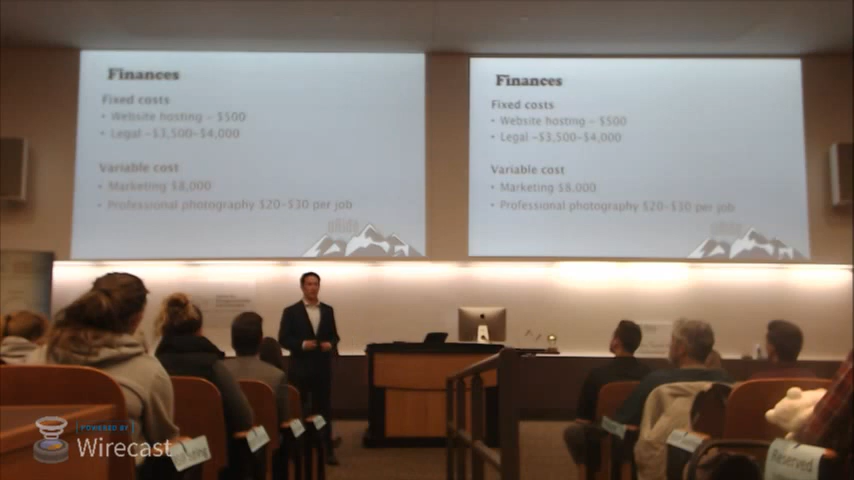 Finances
Fixed costs
• Website hosting - $500
• Legal ~$3,500-$4,000
Variable cost
• Marketing $8,000
• Professional photography $20-$30 per job
Finances
Fixed costs
• Website hosting - $500
• Legal ~$3,500-$4,000
Variable cost
• Marketing $8,000
• Professional photography $20-$30 per job
POWERED BY
Wirecast
Reserved